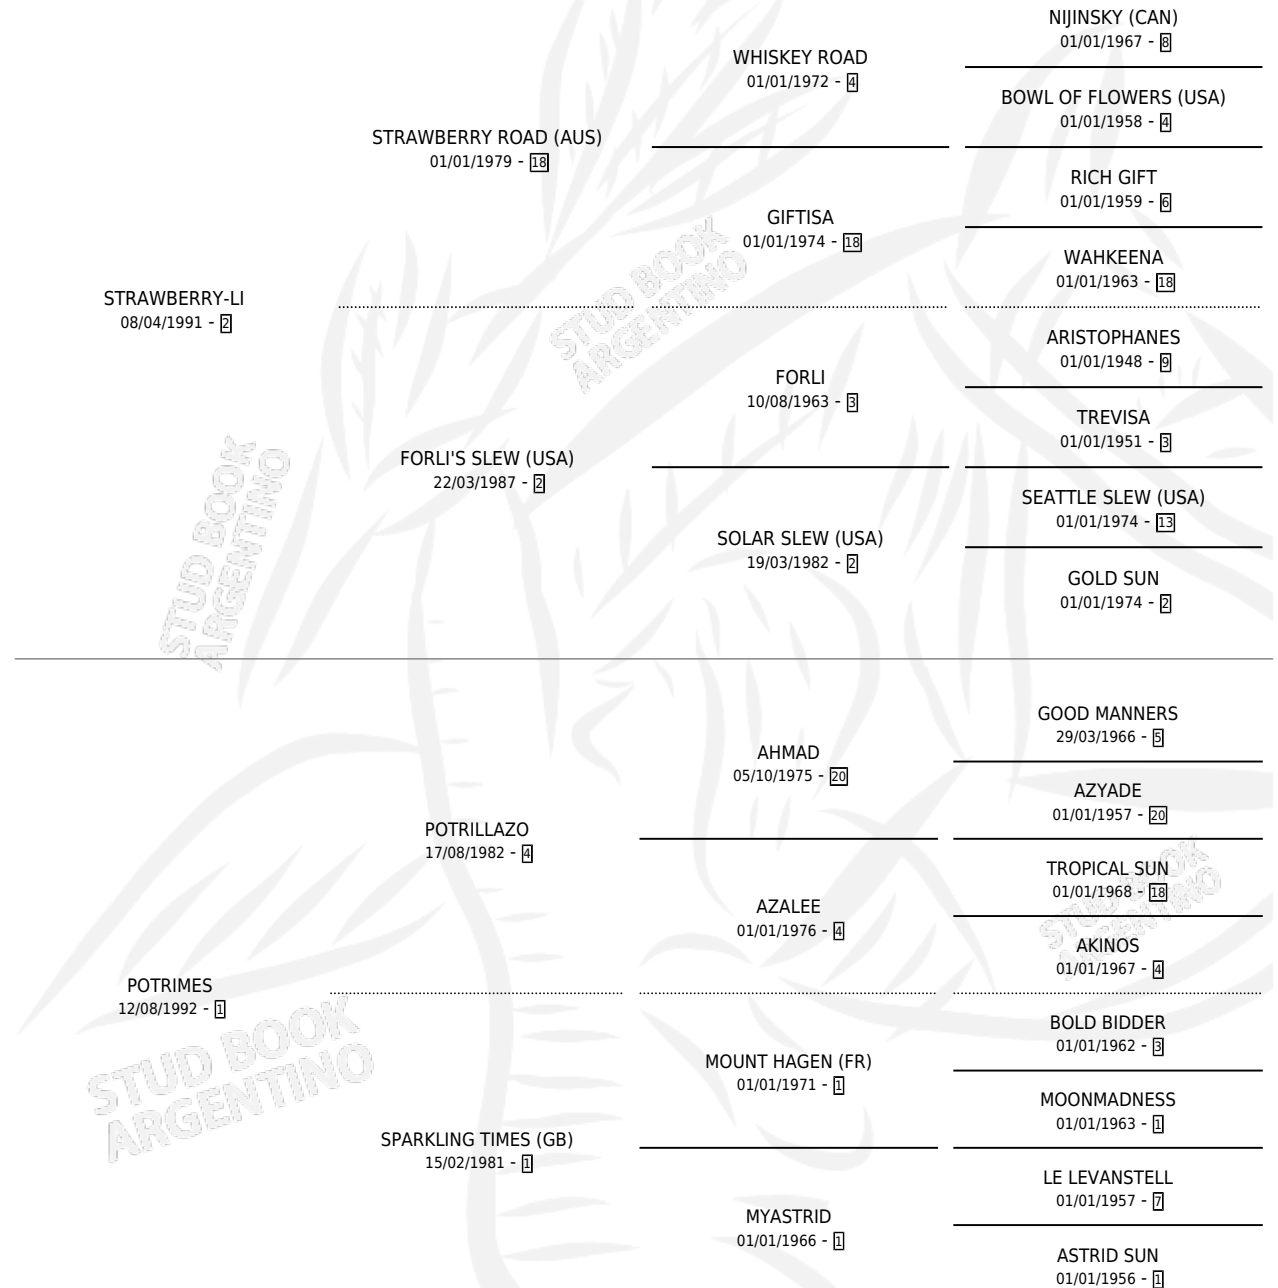 NIJINSKY (CAN)
01/01/1967 - 8
WHISKEY ROAD
01/01/1972 - 4
BOWL OF FLOWERS (USA)
01/01/1958 - 4
STRAWBERRY ROAD (AUS)
01/01/1979 - 18
RICH GIFT
01/01/1959 - 6
GIFTISA
01/01/1974 - 18
WAHKEENA
01/01/1963 - 18
STRAWBERRY-LI
08/04/1991 - 2
ARISTOPHANES
01/01/1948 - 9
FORLI
10/08/1963 - 3
TREVISA
01/01/1951 - 3
FORLI'S SLEW (USA)
22/03/1987 - 2
SEATTLE SLEW (USA)
01/01/1974 - 13
SOLAR SLEW (USA)
19/03/1982 - 2
GOLD SUN
01/01/1974 - 2
STUD BOOK
ARGENTINO
STUD BOOK
ARGENTINO
GOOD MANNERS
29/03/1966 - 5
AHMAD
05/10/1975 - 20
AZYADE
01/01/1957 - 20
POTRILLAZO
17/08/1982 - 4
TROPICAL SUN
01/01/1968 - 18
AZALEE
01/01/1976 - 4
AKINOS
01/01/1967 - 4
STUD BOOK
ARGENTINO
POTRIMES
12/08/1992 - 1
BOLD BIDDER
01/01/1962 - 3
MOUNT HAGEN (FR)
01/01/1971 - 1
MOONMADNESS
01/01/1963 - 1
STUD BOOK
ARGENTINO
SPARKLING TIMES (GB)
15/02/1981 - 1
LE LEVANSTELL
01/01/1957 - 7
MYASTRID
01/01/1966 - 1
ASTRID SUN
01/01/1956 - 1